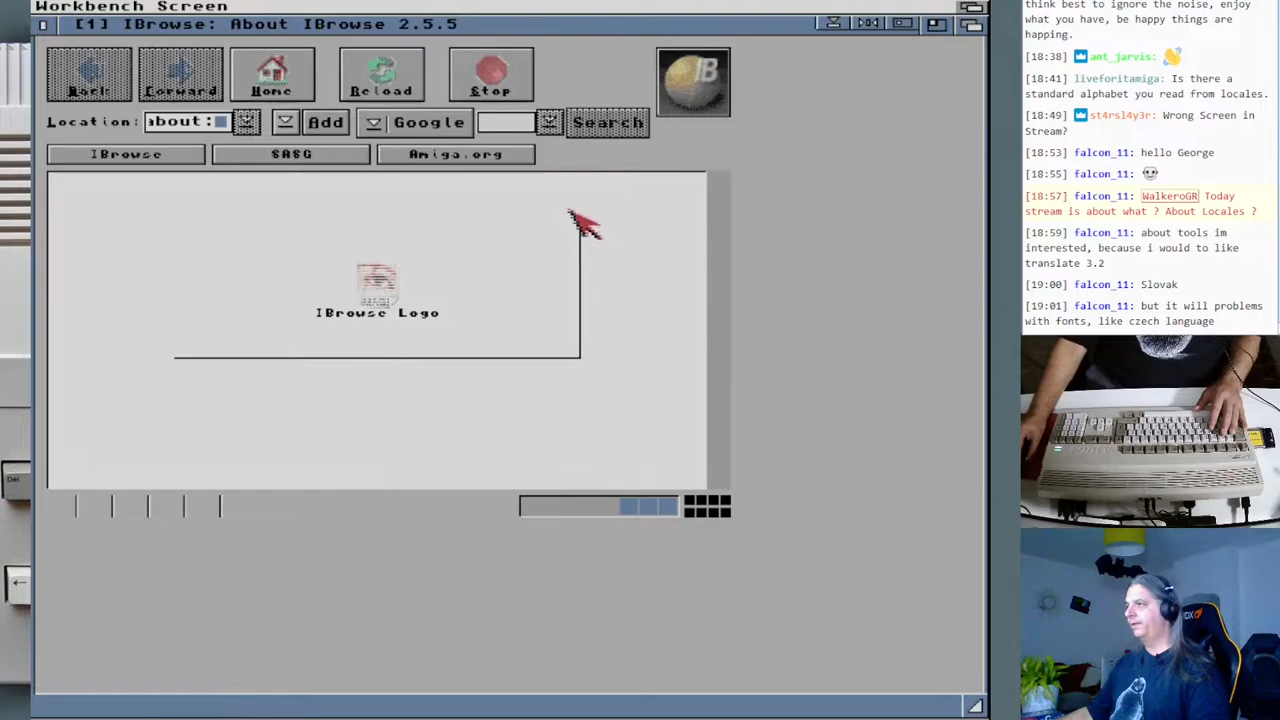 Workbench Screen
[1] IBrowse: About IBrowse 2.5.5
Back Forward Home Reload Stop
IB
Location: about: Add Google Search
IBrowse SASG Amiga.org
IBrowse Logo
Del
think best to ignore the noise, enjoy
what you have, be happy things are
happing.
[18:38] ant_jarvis:
[18:41] liveforitamiga: Is there a
standard alphabet you read from locales.
[18:49] st4rsl4y3r: Wrong Screen in
Stream?
[18:53] falcon_11: hello George
[18:55] falcon_11:
[18:57] falcon_11: WalkeroGR Today
stream is about what ? About Locales ?
[18:59] falcon_11: about tools im
interested, because i would to like
translate 3.2
[19:00] falcon_11: Slovak
[19:01] falcon_11: but it will problems
with fonts, like czech language